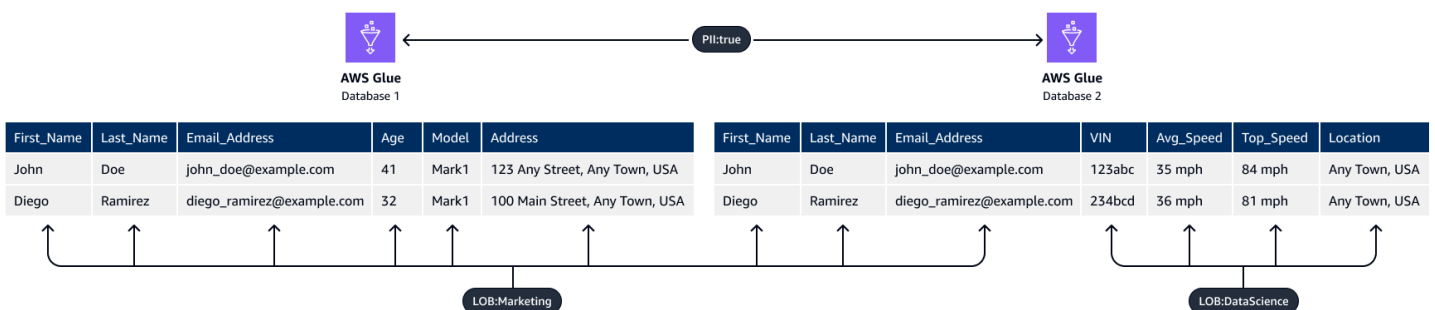 PII:true
AWS Glue
Database 1
AWS Glue
Database 2
First_Name Last_Name Email_Address Age Model Address
John Doe john_doe@example.com 41 Mark1 123 Any Street, Any Town, USA
Diego Ramirez diego_ramirez@example.com 32 Mark1 100 Main Street, Any Town, USA
First_Name Last_Name Email_Address VIN Avg_Speed Top_Speed Location
John Doe john_doe@example.com 123abc 35 mph 84 mph Any Town, USA
Diego Ramirez diego_ramirez@example.com 234bcd 36 mph 81 mph Any Town, USA
LOB:Marketing
LOB:DataScience